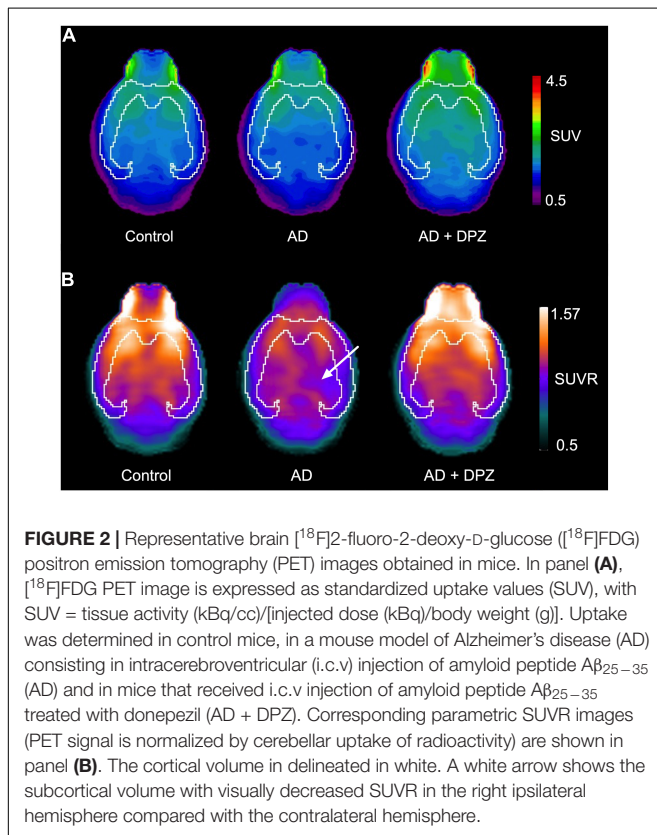 A
4.5
SUV
0.5
Control
AD
AD + DPZ
B
1.57
SUVR
0.5
Control
AD
AD + DPZ
FIGURE 2 | Representative brain [¹⁸F]2-fluoro-2-deoxy-D-glucose ([¹⁸F]FDG)
positron emission tomography (PET) images obtained in mice. In panel (A),
[¹⁸F]FDG PET image is expressed as standardized uptake values (SUV), with
SUV = tissue activity (kBq/cc)/[injected dose (kBq)/body weight (g)]. Uptake
was determined in control mice, in a mouse model of Alzheimer's disease (AD)
consisting in intracerebroventricular (i.c.v) injection of amyloid peptide Aβ₂₅₋₃₅
(AD) and in mice that received i.c.v injection of amyloid peptide Aβ₂₅₋₃₅
treated with donepezil (AD + DPZ). Corresponding parametric SUVR images
(PET signal is normalized by cerebellar uptake of radioactivity) are shown in
panel (B). The cortical volume in delineated in white. A white arrow shows the
subcortical volume with visually decreased SUVR in the right ipsilateral
hemisphere compared with the contralateral hemisphere.